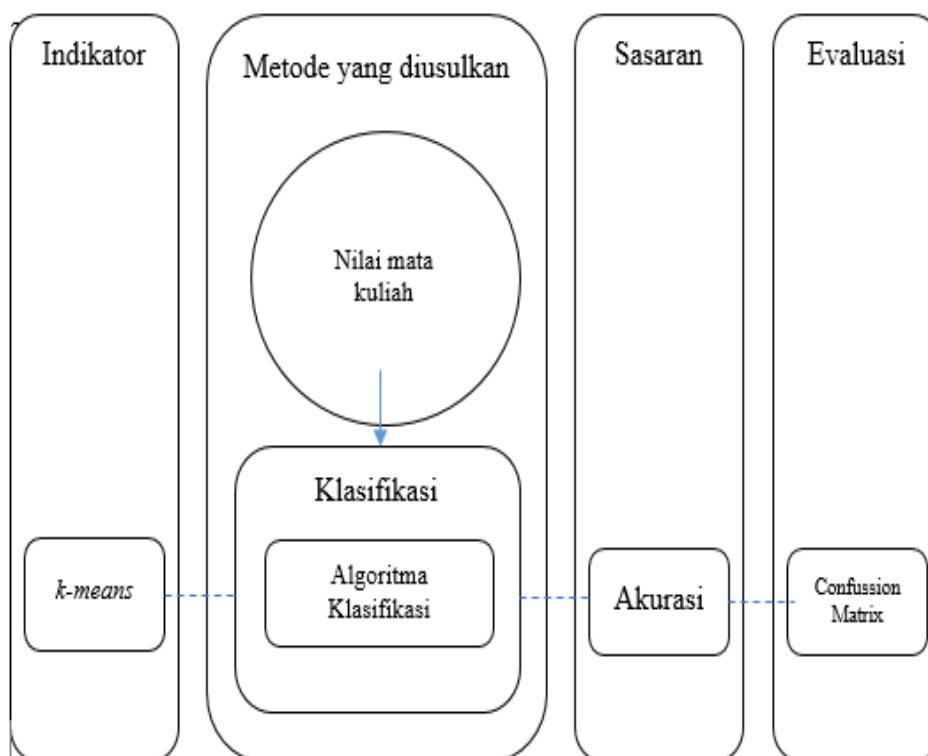 Indikator
Metode yang diusulkan
Sasaran
Evaluasi
Nilai mata
kuliah
Klasifikasi
k-means
Algoritma
Klasifikasi
Akurasi
Confussion
Matrix